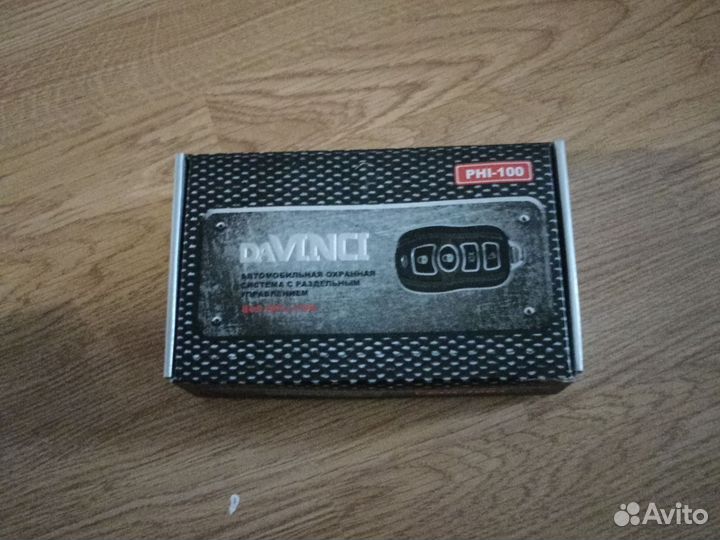 PHI-100
DAVINCI
АВТОМОБИЛЬНАЯ ОХРАННАЯ
СИСТЕМА С РАЗДЕЛЬНЫМ
УПРАВЛЕНИЕМ
Avito